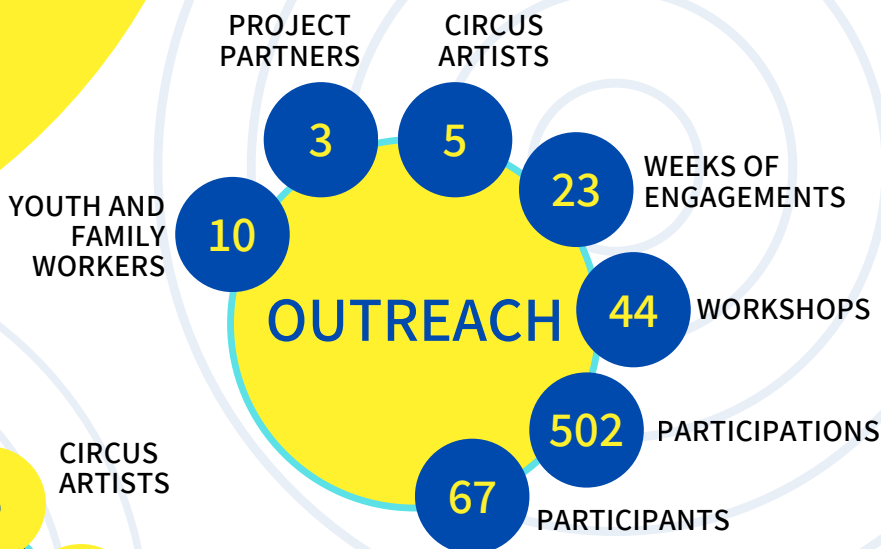 PROJECT
PARTNERS
3
CIRCUS
ARTISTS
5
WEEKS OF
ENGAGEMENTS
23
YOUTH AND
FAMILY
WORKERS
10
OUTREACH
44
WORKSHOPS
502
PARTICIPATIONS
67
PARTICIPANTS
CIRCUS
ARTISTS